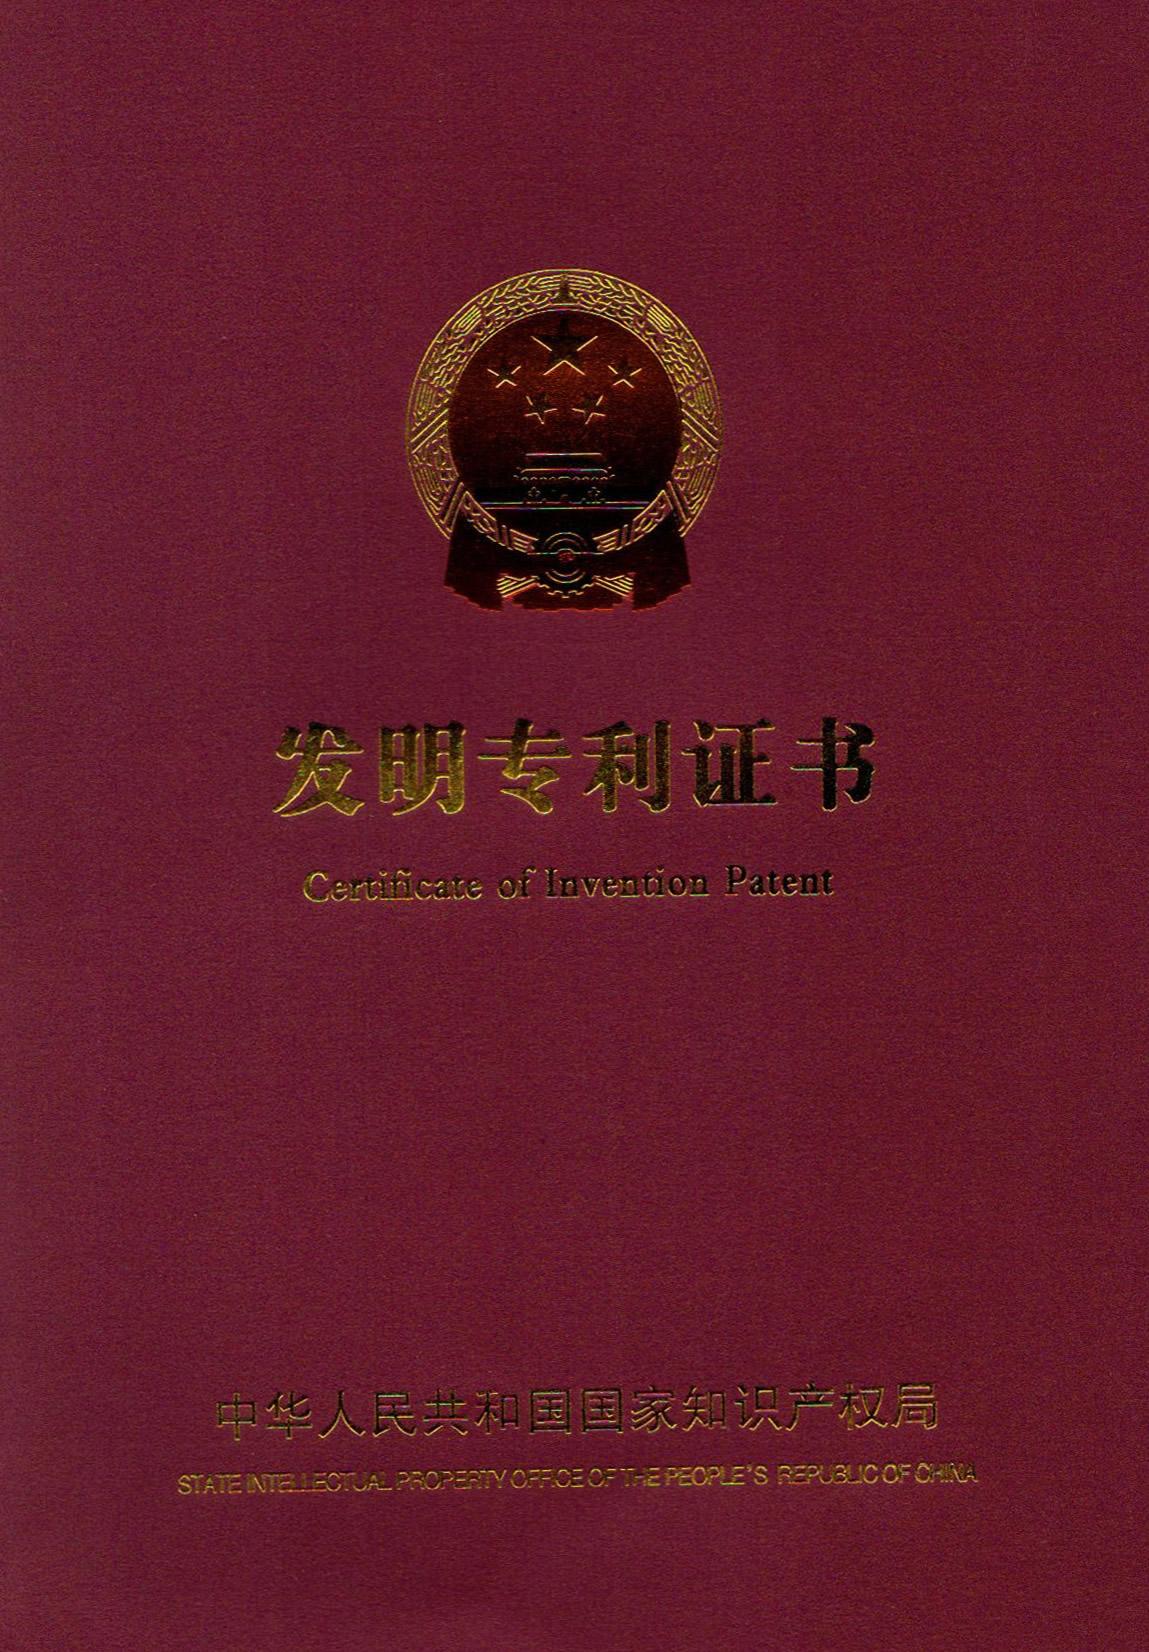 发明专利证书
Certificate of Invention Patent
中华人民共和国国家知识产权局
STATE INTELLECTUAL PROPERTY OFFICE OF THE PEOPLE'S REPUBLIC OF CHINA